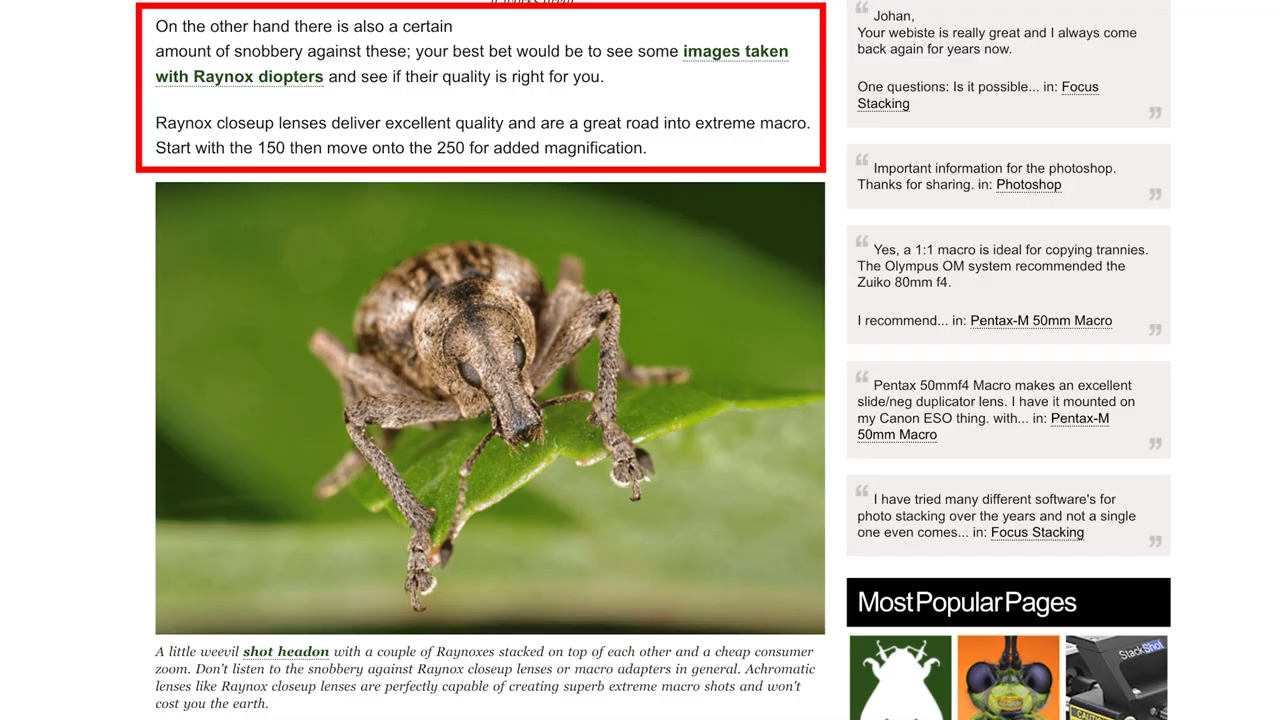 On the other hand there is also a certain
amount of snobbery against these; your best bet would be to see some images taken
with Raynox diopters and see if their quality is right for you.
Raynox closeup lenses deliver excellent quality and are a great road into extreme macro.
Start with the 150 then move onto the 250 for added magnification.
A little weevil shot headon with a couple of Raynoxes stacked on top of each other and a cheap consumer
zoom. Don't listen to the snobbery against Raynox closeup lenses or macro adapters in general. Achromatic
lenses like Raynox closeup lenses are perfectly capable of creating superb extreme macro shots and won't
cost you the earth.
Johan,
Your webiste is really great and I always come
back again for years now.
One questions: Is it possible... in: Focus
Stacking
Important information for the photoshop.
Thanks for sharing. in: Photoshop
Yes, a 1:1 macro is ideal for copying trannies.
The Olympus OM system recommended the
Zuiko 80mm f4.
I recommend... in: Pentax-M 50mm Macro
Pentax 50mmf4 Macro makes an excellent
slide/neg duplicator lens. I have it mounted on
my Canon ESO thing. with... in: Pentax-M
50mm Macro
I have tried many different software's for
photo stacking over the years and not a single
one even comes... in: Focus Stacking
Most Popular Pages
StackShot